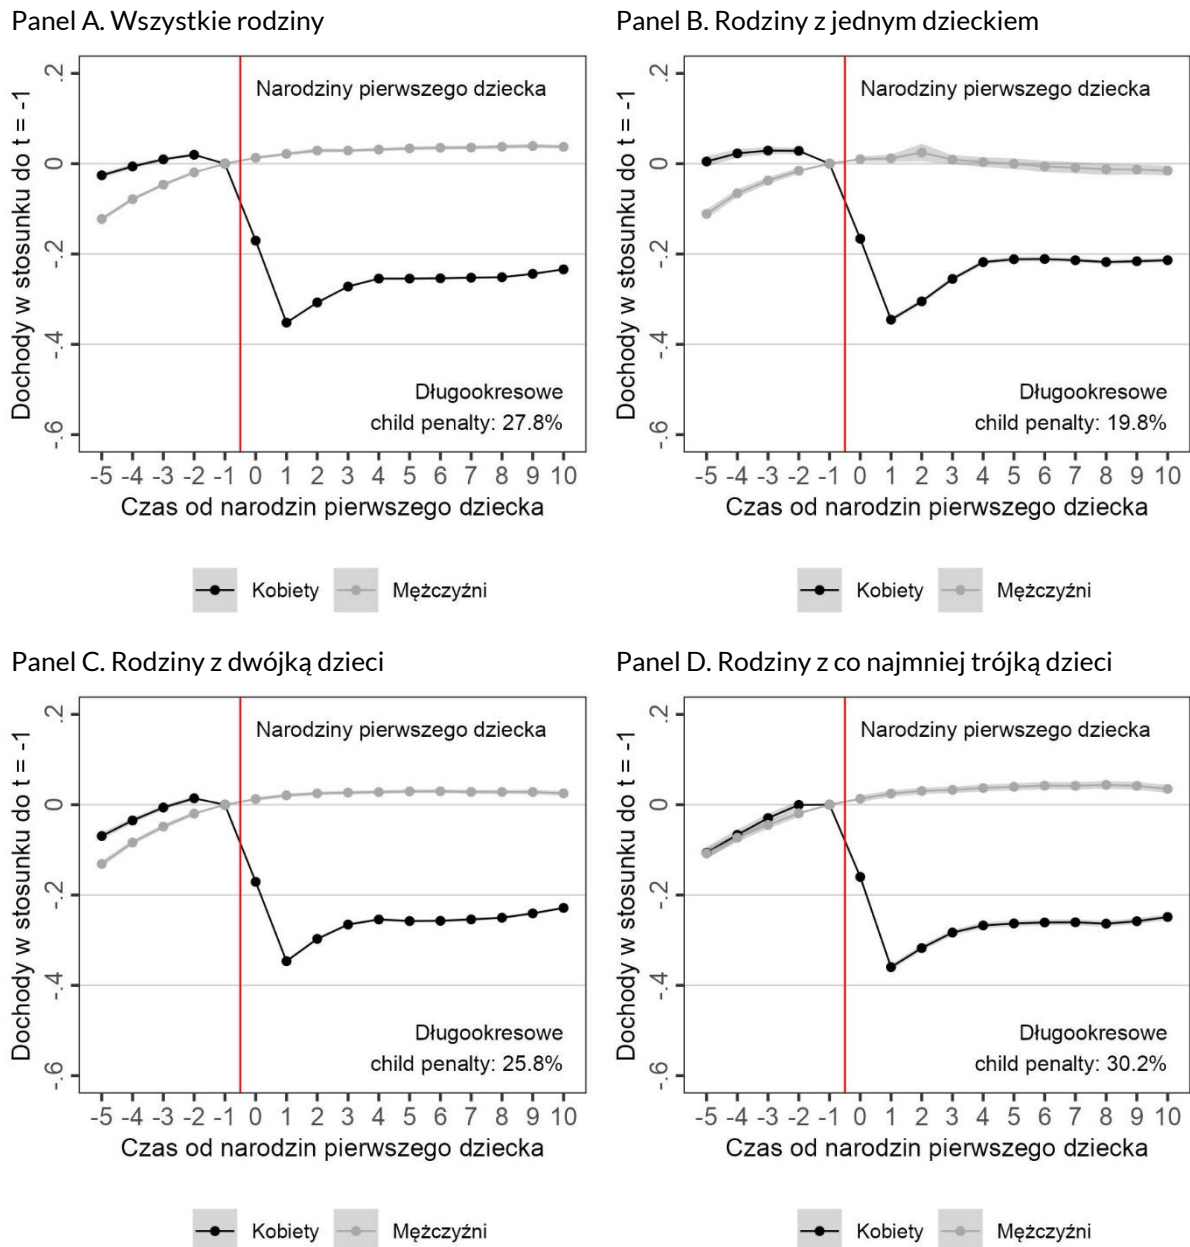 Panel A. Wszystkie rodziny
Dochody w stosunku do t = -1
.2
0
-.2
-.4
-.6
Narodziny pierwszego dziecka
Długookresowe
child penalty: 27.8%
-5 -4 -3 -2 -1 0 1 2 3 4 5 6 7 8 9 10
Czas od narodzin pierwszego dziecka
Kobiety Mężczyźni
Panel B. Rodziny z jednym dzieckiem
Dochody w stosunku do t = -1
.2
0
-.2
-.4
-.6
Narodziny pierwszego dziecka
Długookresowe
child penalty: 19.8%
-5 -4 -3 -2 -1 0 1 2 3 4 5 6 7 8 9 10
Czas od narodzin pierwszego dziecka
Kobiety Mężczyźni
Panel C. Rodziny z dwójką dzieci
Dochody w stosunku do t = -1
.2
0
-.2
-.4
-.6
Narodziny pierwszego dziecka
Długookresowe
child penalty: 25.8%
-5 -4 -3 -2 -1 0 1 2 3 4 5 6 7 8 9 10
Czas od narodzin pierwszego dziecka
Kobiety Mężczyźni
Panel D. Rodziny z co najmniej trójką dzieci
Dochody w stosunku do t = -1
.2
0
-.2
-.4
-.6
Narodziny pierwszego dziecka
Długookresowe
child penalty: 30.2%
-5 -4 -3 -2 -1 0 1 2 3 4 5 6 7 8 9 10
Czas od narodzin pierwszego dziecka
Kobiety Mężczyźni